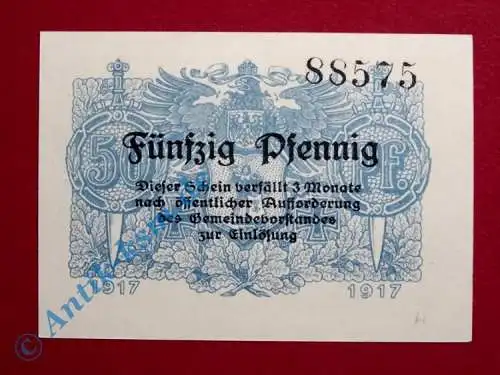 88575
50 Pf.
Fünfzig Pfennig
Dieser Schein verfällt 3 Monate
nach öffentlicher Aufforderung
des Gemeindevorstandes
zur Einlösung
1917 1917